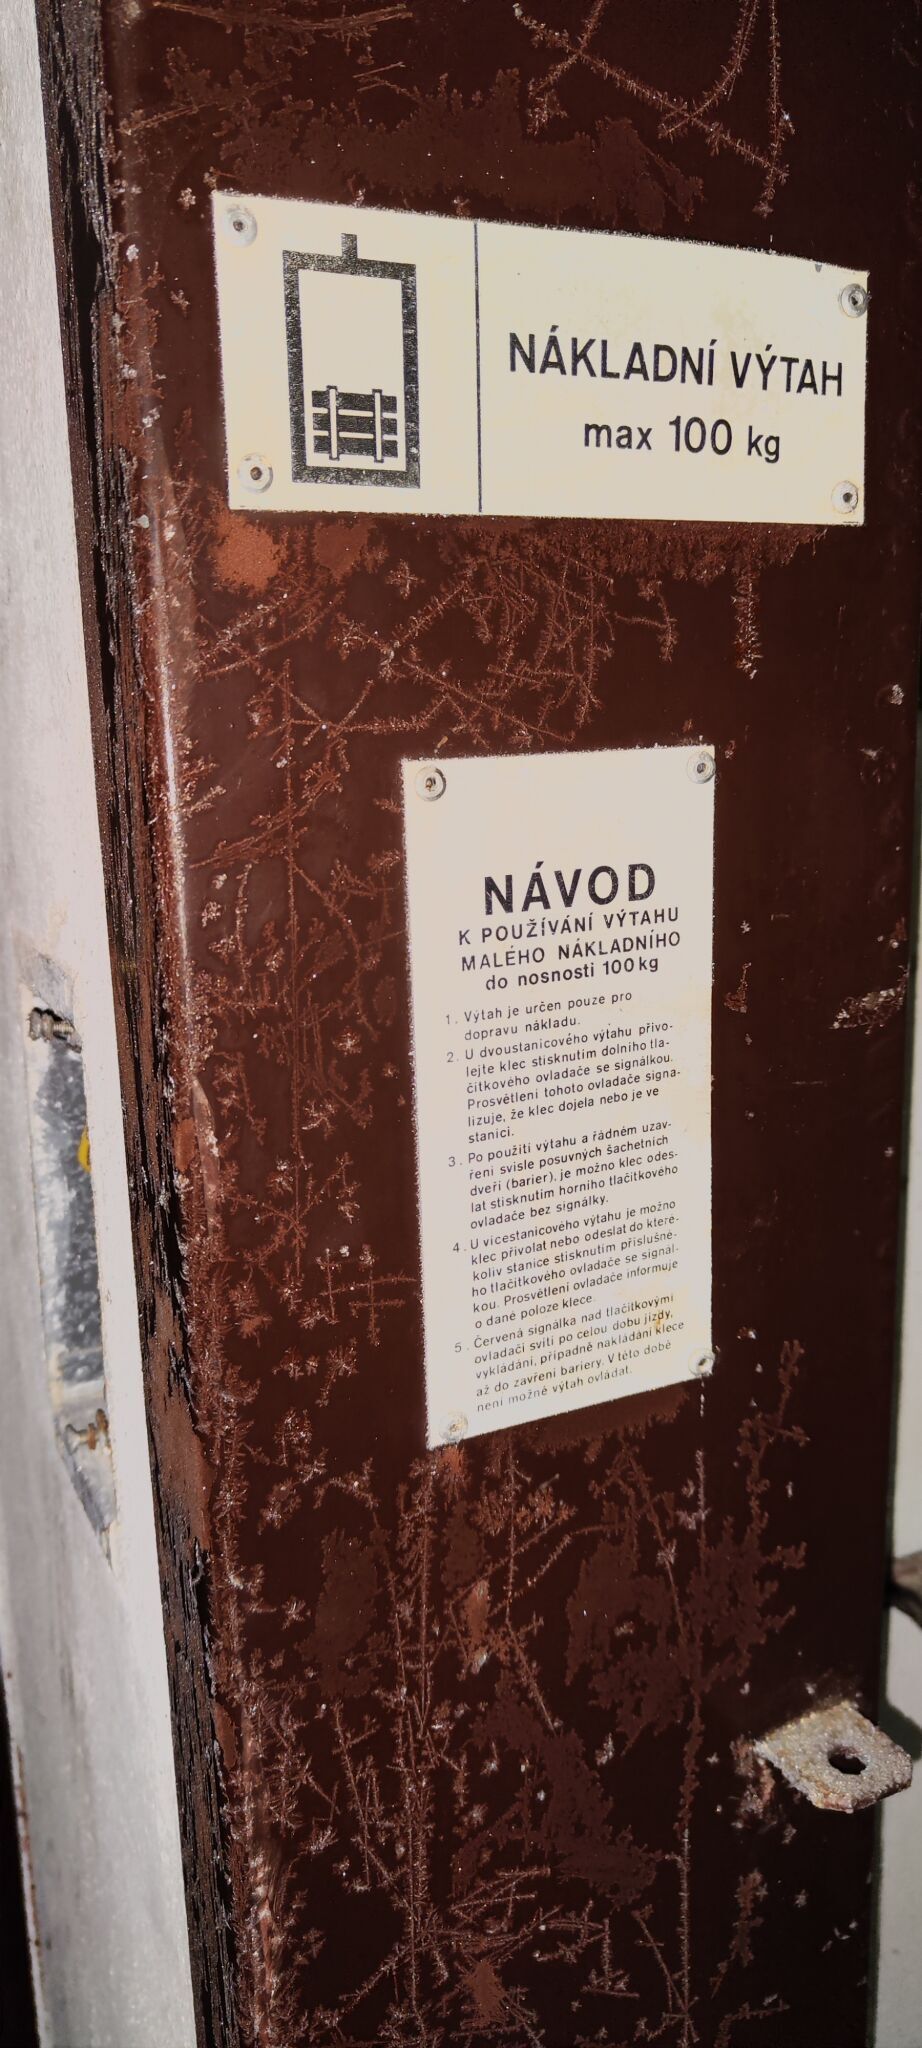 NÁKLADNÍ VÝTAH
max 100 kg
NÁVOD
K POUŽÍVÁNÍ VÝTAHU
MALÉHO NÁKLADNÍHO
do nosnosti 100 kg
1. Výtah je určen pouze pro
dopravu nákladu.
2. U dvoustanicového výtahu přivo-
lejte klec stisknutím dolního tla-
čítkového ovladače se signálkou.
Prosvětlení tohoto ovladače signa-
lizuje, že klec dojela nebo je ve
stanici.
3. Po použití výtahu a řádném uzav-
ření svisle posuvných šachetních
dveří (barier), je možno klec odes-
lat stisknutím horního tlačítkového
ovladače bez signálky.
4. U vícestanicového výtahu je možno
klec přivolat nebo odeslat do které-
koliv stanice stisknutím příslušné-
ho tlačítkového ovladače se signál-
kou. Prosvětlení ovladače informuje
o dané poloze klece.
5. Červená signálka nad tlačítkovými
ovladači svítí po celou dobu jízdy,
vykládání, případně nakládání klece
až do zavření bariery. V této době
není možné výtah ovládat.